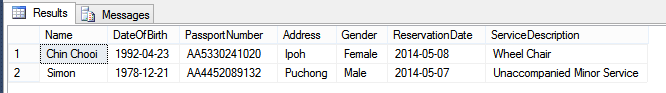 Results Messages
Name DateOfBirth PassportNumber Address Gender ReservationDate ServiceDescription
1 Chin Chooi 1992-04-23 AA5330241020 Ipoh Female 2014-05-08 Wheel Chair
2 Simon 1978-12-21 AA4452089132 Puchong Male 2014-05-07 Unaccompanied Minor Service